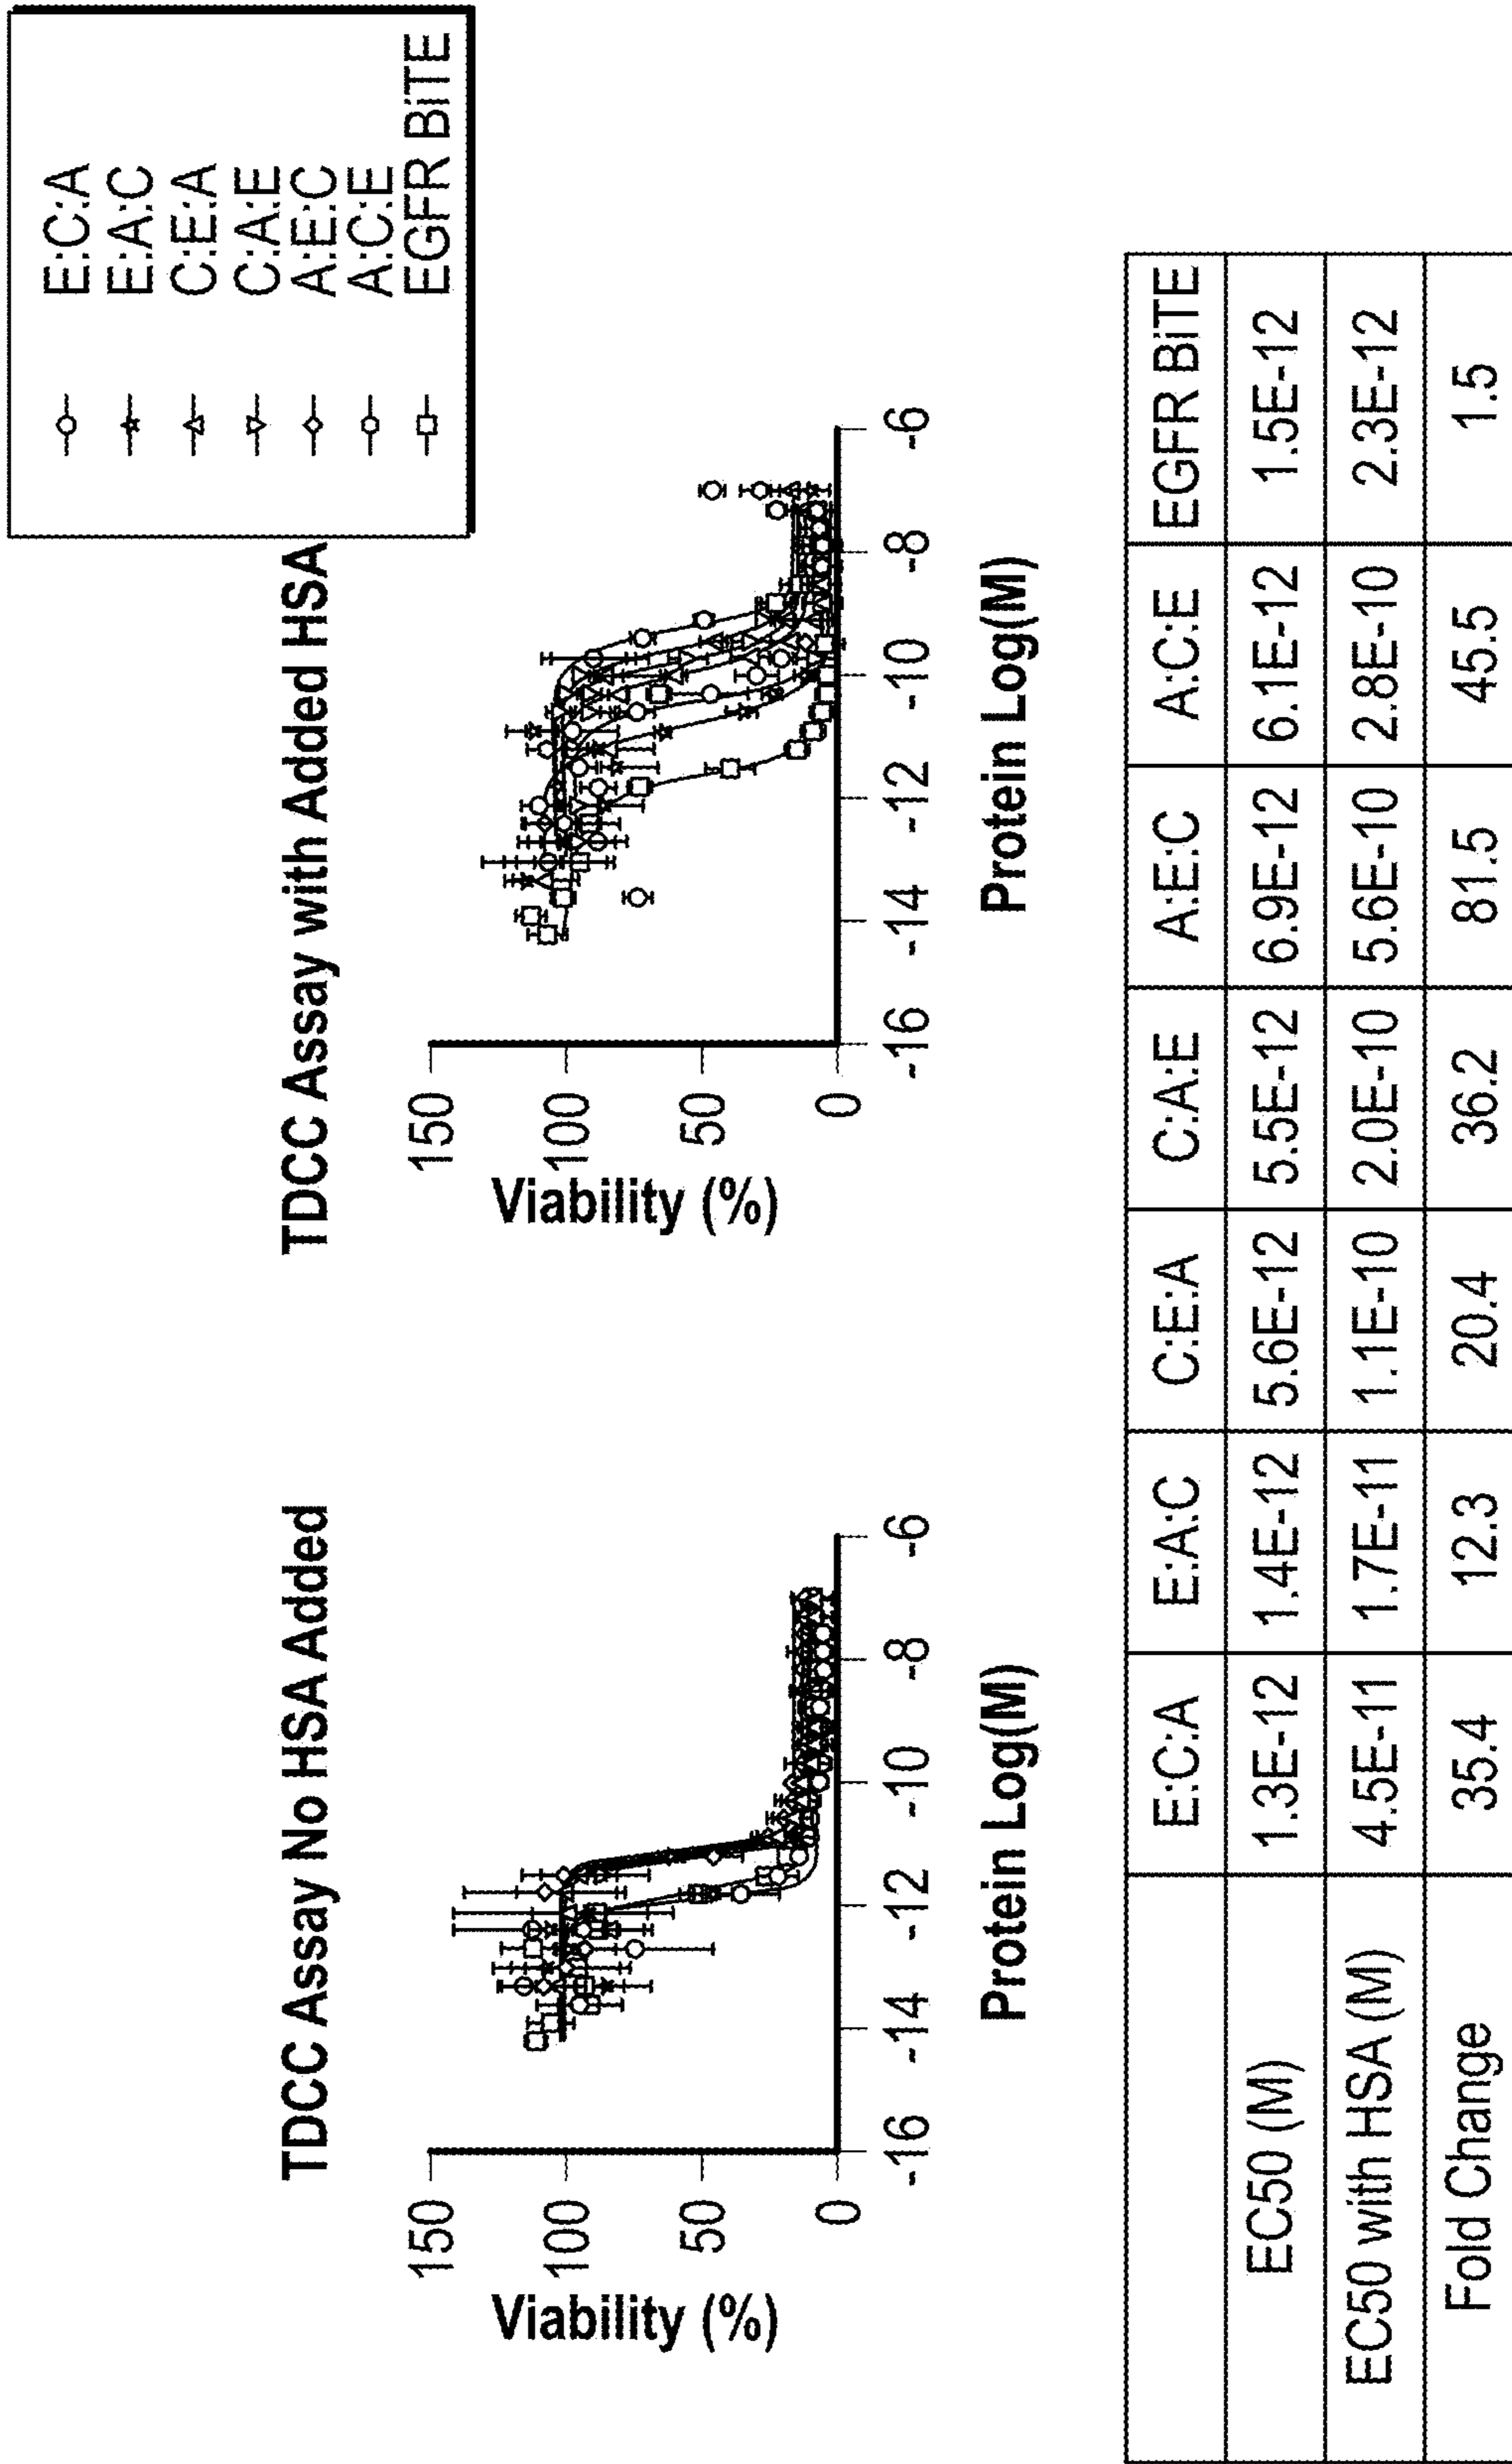 TDCC Assay No HSA Added
Viability (%)
150
100
50
0
-16 -14 -12 -10 -8 -6
Protein Log(M)
TDCC Assay with Added HSA
Viability (%)
150
100
50
0
-16 -14 -12 -10 -8 -6
Protein Log(M)
E:C:A
E:A:C
C:E:A
C:A:E
A:E:C
A:C:E
EGFR BiTE
E:C:A E:A:C C:E:A C:A:E A:E:C A:C:E EGFR BiTE
EC50 (M) 1.3E-12 1.4E-12 5.6E-12 5.5E-12 6.9E-12 6.1E-12 1.5E-12
EC50 with HSA (M) 4.5E-11 1.7E-11 1.1E-10 2.0E-10 5.6E-10 2.8E-10 2.3E-12
Fold Change 35.4 12.3 20.4 36.2 81.5 45.5 1.5